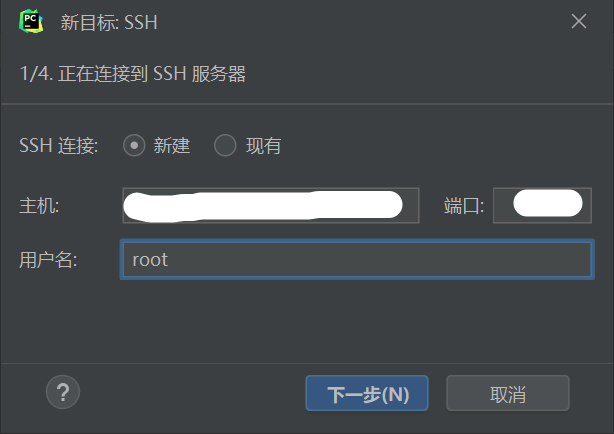 PC
新目标: SSH
1/4. 正在连接到 SSH 服务器
SSH 连接: 新建 现有
主机: 端口:
用户名: root
? 下一步(N) 取消